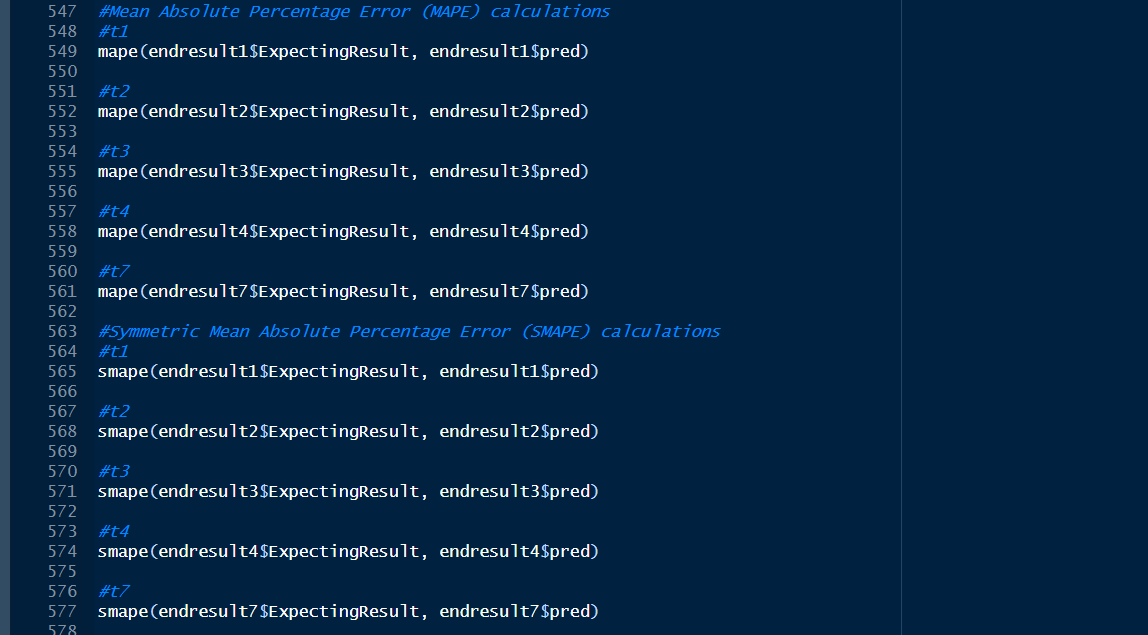 547 #Mean Absolute Percentage Error (MAPE) calculations
548 #t1
549 mape(endresult1$ExpectingResult, endresult1$pred)
550
551 #t2
552 mape(endresult2$ExpectingResult, endresult2$pred)
553
554 #t3
555 mape(endresult3$ExpectingResult, endresult3$pred)
556
557 #t4
558 mape(endresult4$ExpectingResult, endresult4$pred)
559
560 #t7
561 mape(endresult7$ExpectingResult, endresult7$pred)
562
563 #Symmetric Mean Absolute Percentage Error (SMAPE) calculations
564 #t1
565 smape(endresult1$ExpectingResult, endresult1$pred)
566
567 #t2
568 smape(endresult2$ExpectingResult, endresult2$pred)
569
570 #t3
571 smape(endresult3$ExpectingResult, endresult3$pred)
572
573 #t4
574 smape(endresult4$ExpectingResult, endresult4$pred)
575
576 #t7
577 smape(endresult7$ExpectingResult, endresult7$pred)
578